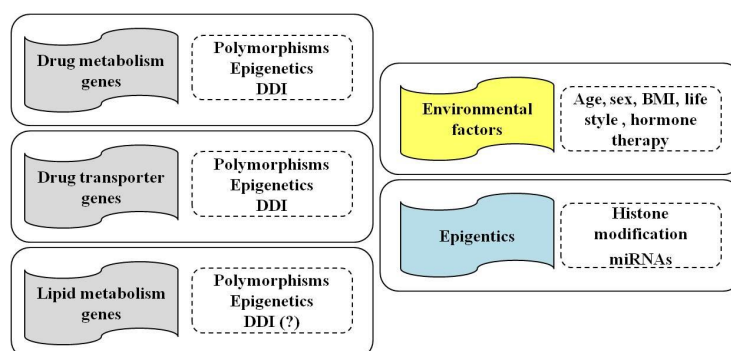 Drug metabolism
genes
Polymorphisms
Epigenetics
DDI
Drug transporter
genes
Polymorphisms
Epigenetics
DDI
Lipid metabolism
genes
Polymorphisms
Epigenetics
DDI (?)
Environmental
factors
Age, sex, BMI, life
style , hormone
therapy
Epigentics
Histone
modification
miRNAs